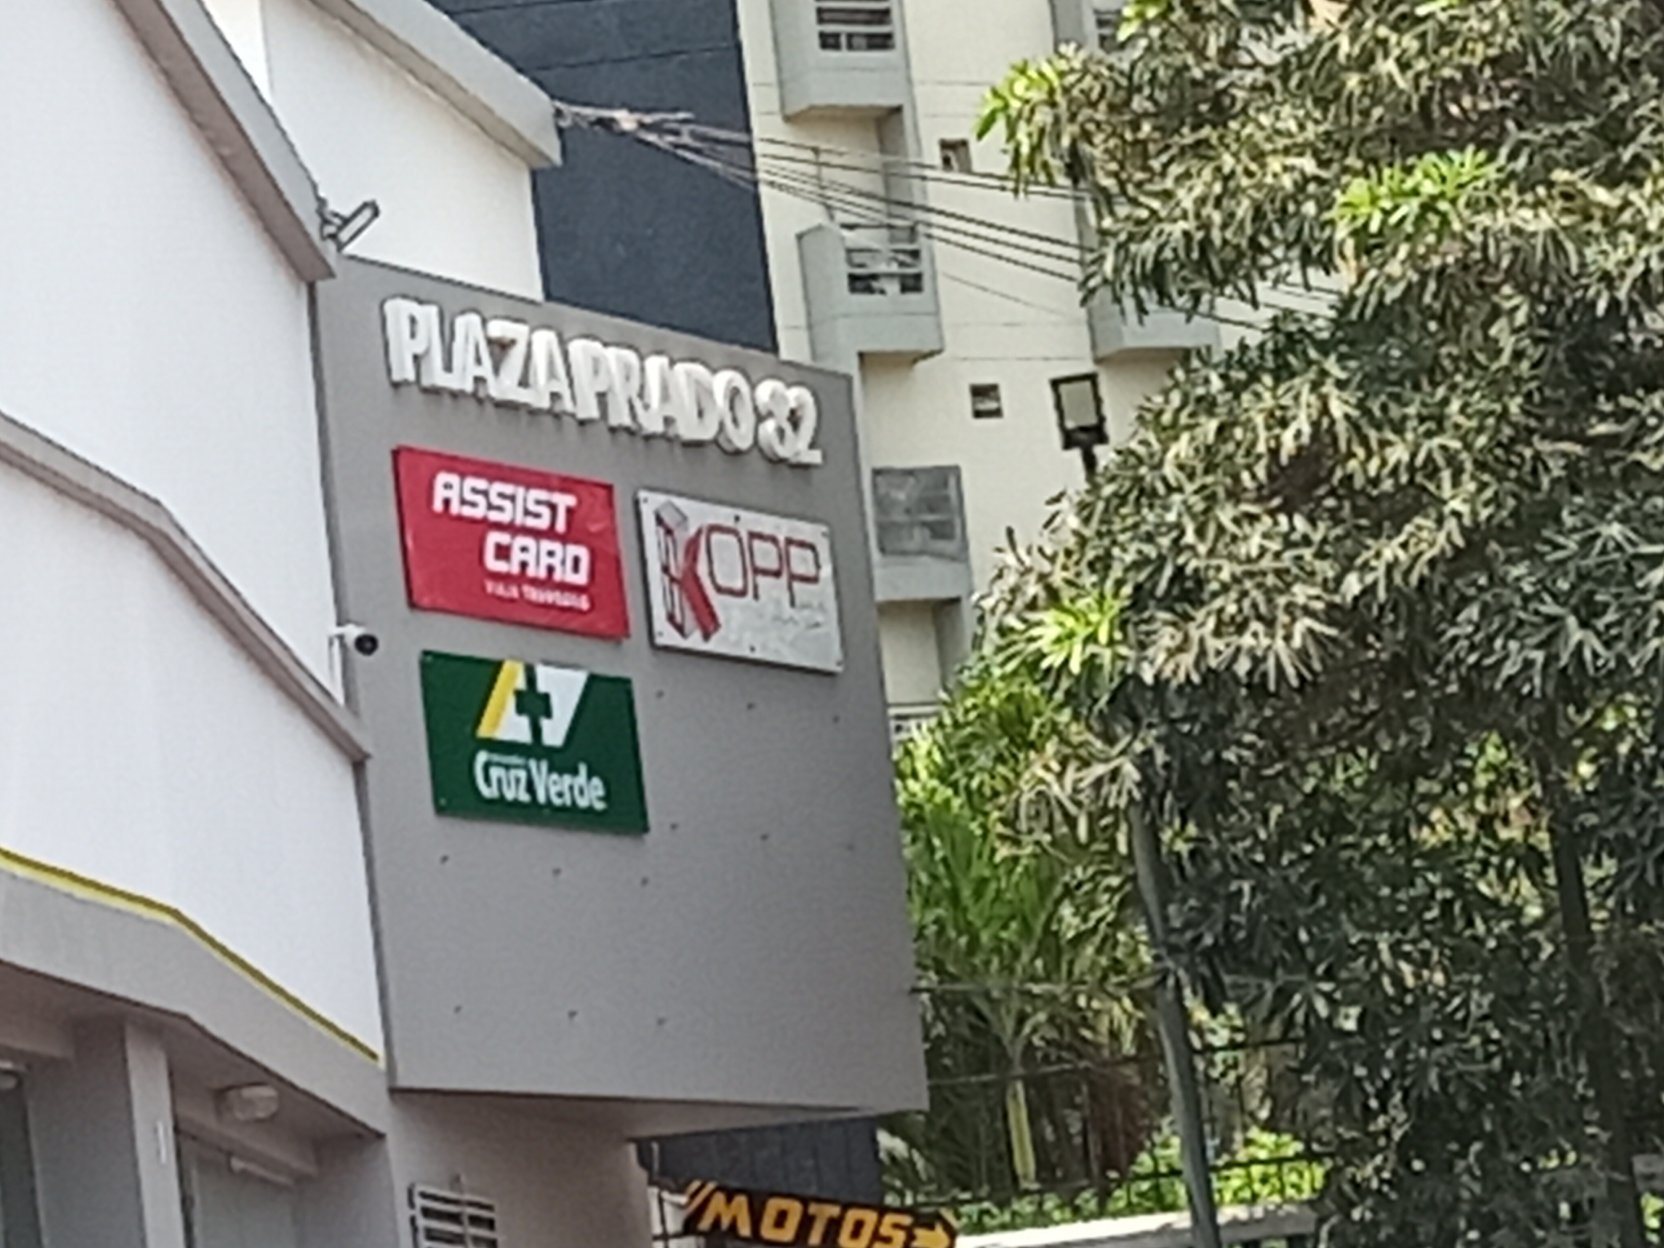 PLAZA PRADO 32
ASSIST
CARD
KOPP
Cruz Verde
MOTOS